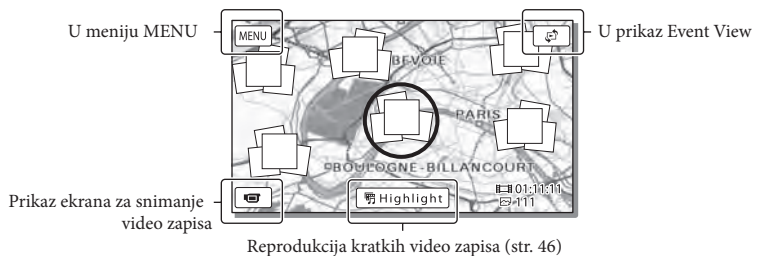 U meniju MENU
MENU
U prikaz Event View
BEVOIE
PARIS
BOULOGNE-BILLANCOURT
Prikaz ekrana za snimanje
video zapisa
Highlight
01:11:11
111
Reprodukcija kratkih video zapisa (str. 46)